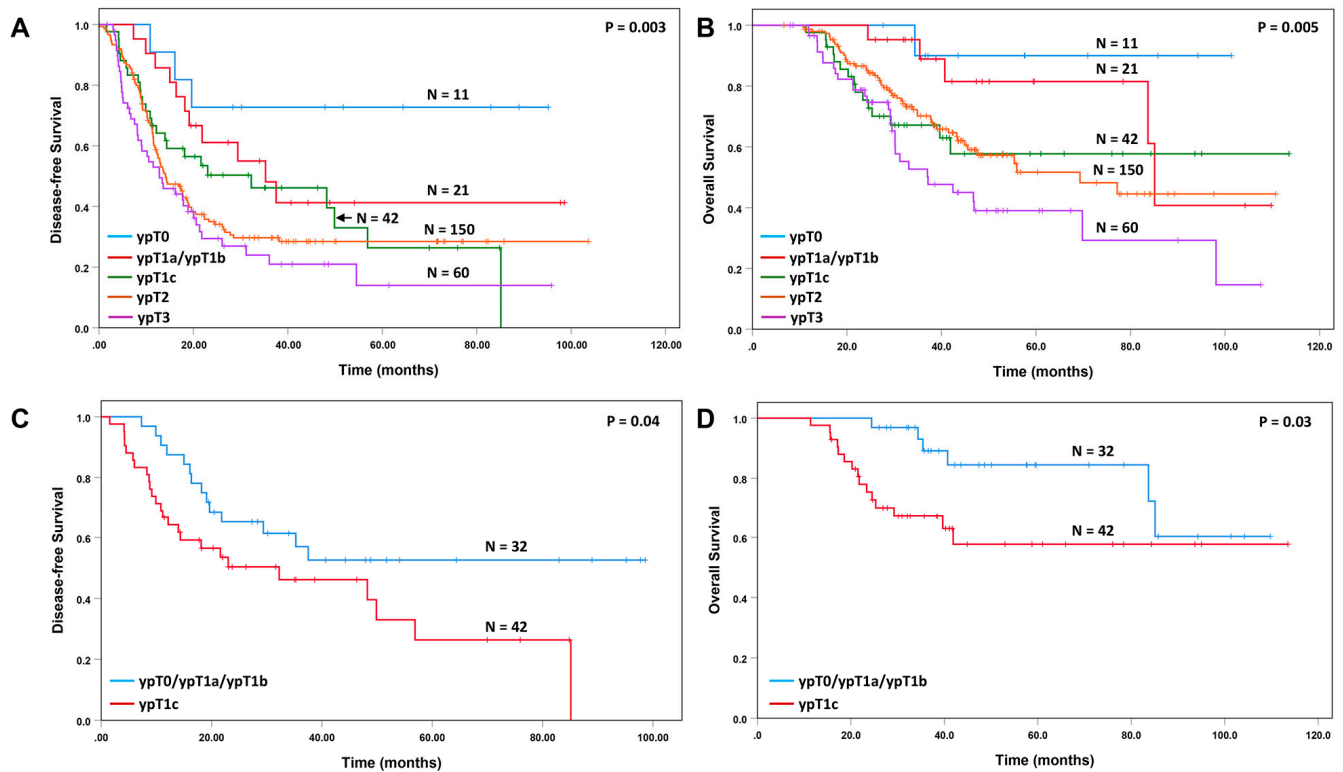 A
P = 0.003
1.0
0.8
0.6
0.4
0.2
0.0
Disease-free Survival
N = 11
N = 21
N = 42
N = 150
N = 60
ypT0
ypT1a/ypT1b
ypT1c
ypT2
ypT3
.00 20.00 40.00 60.00 80.00 100.00 120.00
Time (months)
B
P = 0.005
1.0
0.8
0.6
0.4
0.2
0.0
Overall Survival
N = 11
N = 21
N = 42
N = 150
N = 60
ypT0
ypT1a/ypT1b
ypT1c
ypT2
ypT3
.0 20.0 40.0 60.0 80.0 100.0 120.0
Time (months)
C
P = 0.04
1.0
0.8
0.6
0.4
0.2
0.0
Disease-free Survival
N = 32
N = 42
ypT0/ypT1a/ypT1b
ypT1c
.00 20.00 40.00 60.00 80.00 100.00
Time (months)
D
P = 0.03
1.0
0.8
0.6
0.4
0.2
0.0
Overall Survival
N = 32
N = 42
ypT0/ypT1a/ypT1b
ypT1c
.0 20.0 40.0 60.0 80.0 100.0 120.0
Time (months)